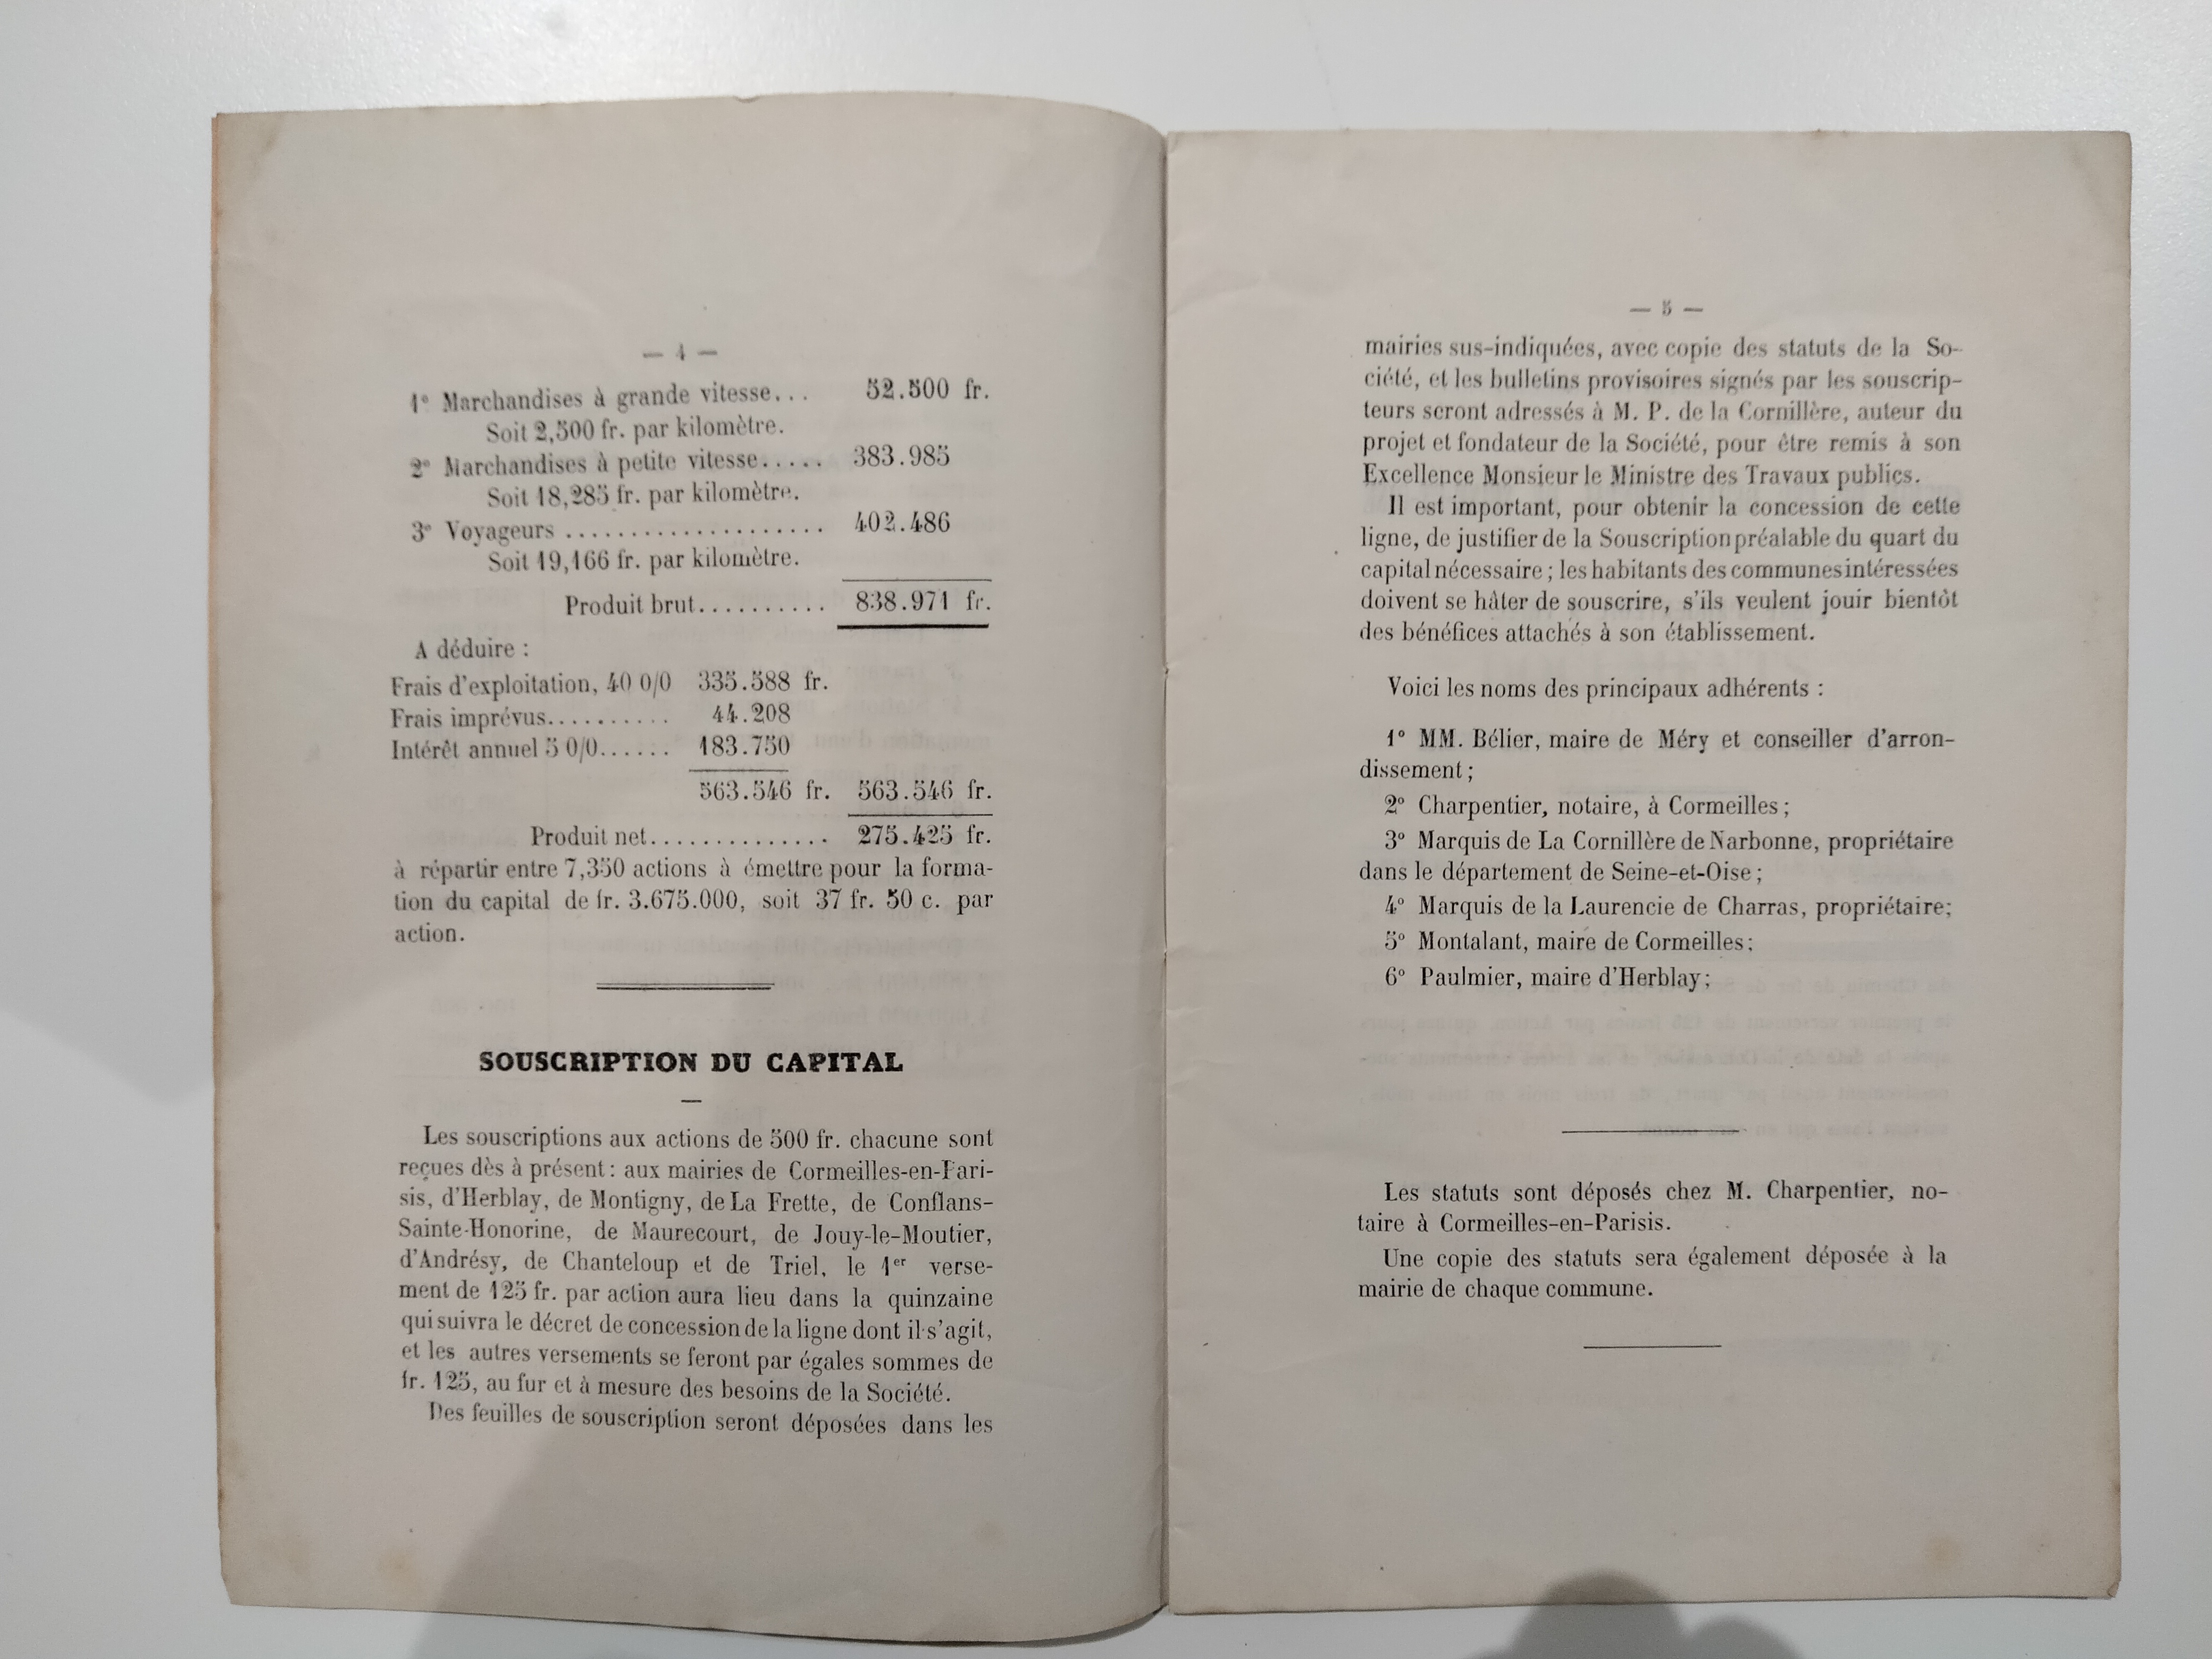 — 4 —
1° Marchandises à grande vitesse... 52.500 fr.
Soit 2,500 fr. par kilomètre.
2° Marchandises à petite vitesse..... 383.985
Soit 18,285 fr. par kilomètre.
3° Voyageurs .................... 402.486
Soit 19,166 fr. par kilomètre.
Produit brut.......... 838.971 fr.
A déduire :
Frais d'exploitation, 40 0/0 335.588 fr.
Frais imprévus.......... 44.208
Intérêt annuel 5 0/0...... 183.750
563.546 fr. 563.546 fr.
Produit net.............. 275.425 fr.
à répartir entre 7,350 actions à émettre pour la forma-
tion du capital de fr. 3.675.000, soit 37 fr. 50 c. par
action.
SOUSCRIPTION DU CAPITAL
—
Les souscriptions aux actions de 500 fr. chacune sont
reçues dès à présent : aux mairies de Cormeilles-en-Pari-
sis, d'Herblay, de Montigny, de La Frette, de Conflans-
Sainte-Honorine, de Maurecourt, de Jouy-le-Moutier,
d'Andrésy, de Chanteloup et de Triel, le 1er verse-
ment de 125 fr. par action aura lieu dans la quinzaine
qui suivra le décret de concession de la ligne dont il s'agit,
et les autres versements se feront par égales sommes de
fr. 125, au fur et à mesure des besoins de la Société.
Des feuilles de souscription seront déposées dans les
— 5 —
mairies sus-indiquées, avec copie des statuts de la So-
ciété, et les bulletins provisoires signés par les souscrip-
teurs seront adressés à M. P. de la Cornillère, auteur du
projet et fondateur de la Société, pour être remis à son
Excellence Monsieur le Ministre des Travaux publics.
Il est important, pour obtenir la concession de cette
ligne, de justifier de la Souscription préalable du quart du
capital nécessaire ; les habitants des communes intéressées
doivent se hâter de souscrire, s'ils veulent jouir bientôt
des bénéfices attachés à son établissement.
Voici les noms des principaux adhérents :
1° MM. Bélier, maire de Méry et conseiller d'arron-
dissement ;
2° Charpentier, notaire, à Cormeilles ;
3° Marquis de La Cornillère de Narbonne, propriétaire
dans le département de Seine-et-Oise ;
4° Marquis de la Laurencie de Charras, propriétaire;
5° Montalant, maire de Cormeilles;
6° Paulmier, maire d'Herblay;
Les statuts sont déposés chez M. Charpentier, no-
taire à Cormeilles-en-Parisis.
Une copie des statuts sera également déposée à la
mairie de chaque commune.